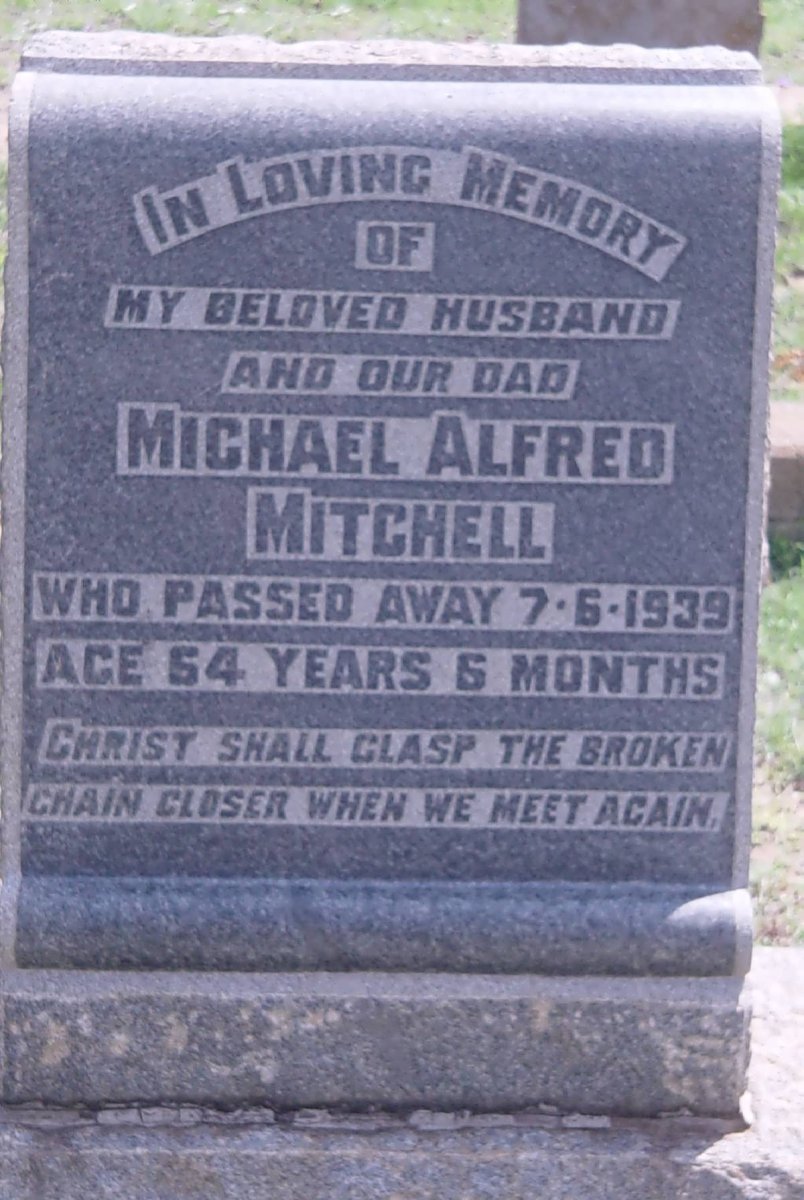 IN LOVING MEMORY
OF
MY BELOVED HUSBAND
AND OUR DAD
MICHAEL ALFRED
MITCHELL
WHO PASSED AWAY 7·6·1939
AGE 64 YEARS 6 MONTHS
CHRIST SHALL CLASP THE BROKEN
CHAIN CLOSER WHEN WE MEET AGAIN.